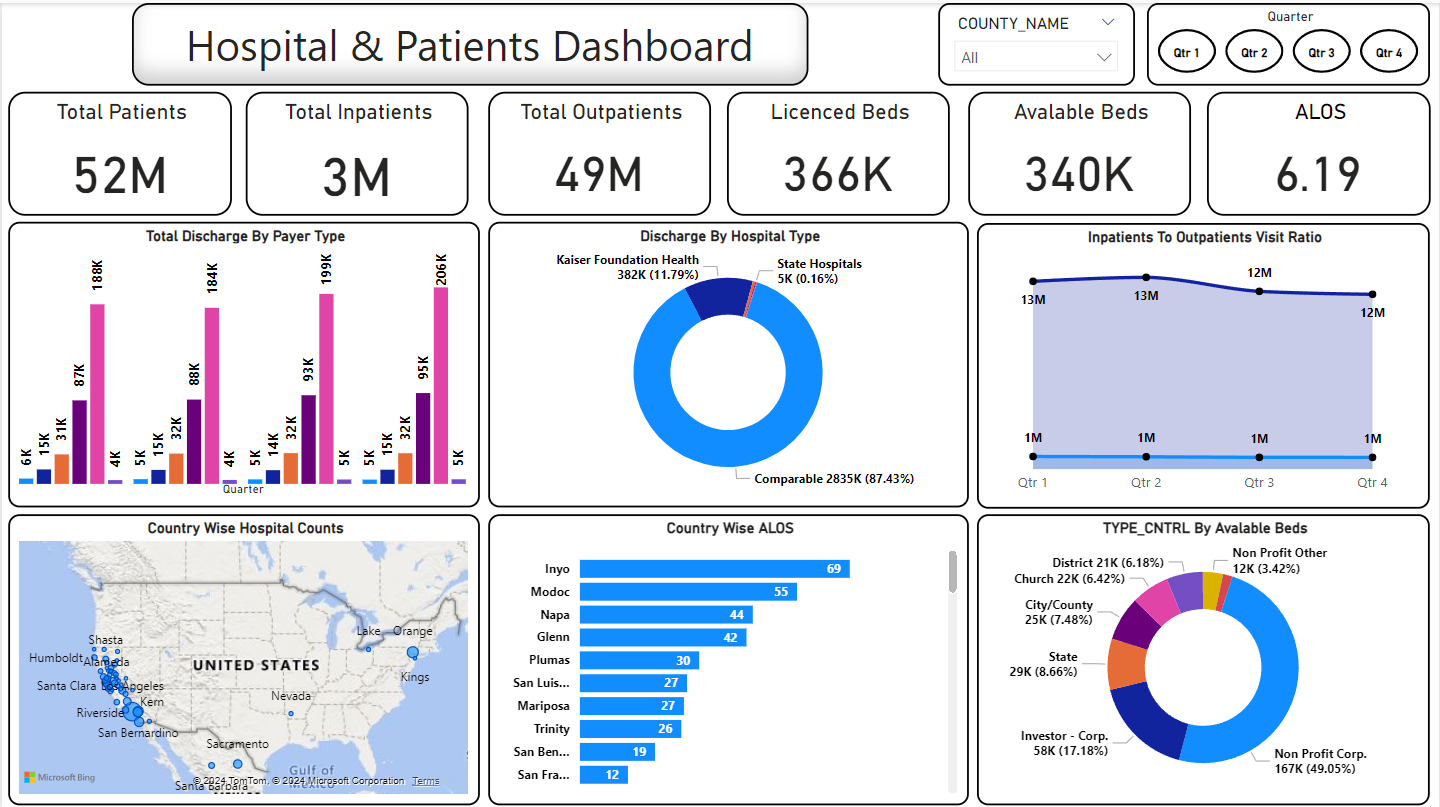 Hospital & Patients Dashboard
COUNTY_NAME
All
Quarter
Qtr 1
Qtr 2
Qtr 3
Qtr 4
Total Patients
52M
Total Inpatients
3M
Total Outpatients
49M
Licenced Beds
366K
Avalable Beds
340K
ALOS
6.19
Total Discharge By Payer Type
6K
15K
31K
87K
188K
4K
5K
15K
32K
88K
184K
4K
5K
14K
32K
93K
199K
5K
5K
15K
32K
95K
206K
5K
Quarter
Discharge By Hospital Type
Kaiser Foundation Health
382K (11.79%)
State Hospitals
5K (0.16%)
Comparable 2835K (87.43%)
Inpatients To Outpatients Visit Ratio
13M
13M
12M
12M
1M
1M
1M
1M
Qtr 1
Qtr 2
Qtr 3
Qtr 4
Country Wise Hospital Counts
Shasta
Humboldt
Alameda
Santa Clara
Los Angeles
Kern
Riverside
San Bernardino
Sacramento
Santa Barbara
Nevada
Lake
Orange
Kings
UNITED STATES
Gulf of
Mexico
MÉXICO
Microsoft Bing
© 2024 TomTom, © 2024 Microsoft Corporation
Terms
Country Wise ALOS
Inyo 69
Modoc 55
Napa 44
Glenn 42
Plumas 30
San Luis... 27
Mariposa 27
Trinity 26
San Ben... 19
San Fra... 12
TYPE_CNTRL By Avalable Beds
Non Profit Other
12K (3.42%)
District 21K (6.18%)
Church 22K (6.42%)
City/County
25K (7.48%)
State
29K (8.66%)
Investor - Corp.
58K (17.18%)
Non Profit Corp.
167K (49.05%)